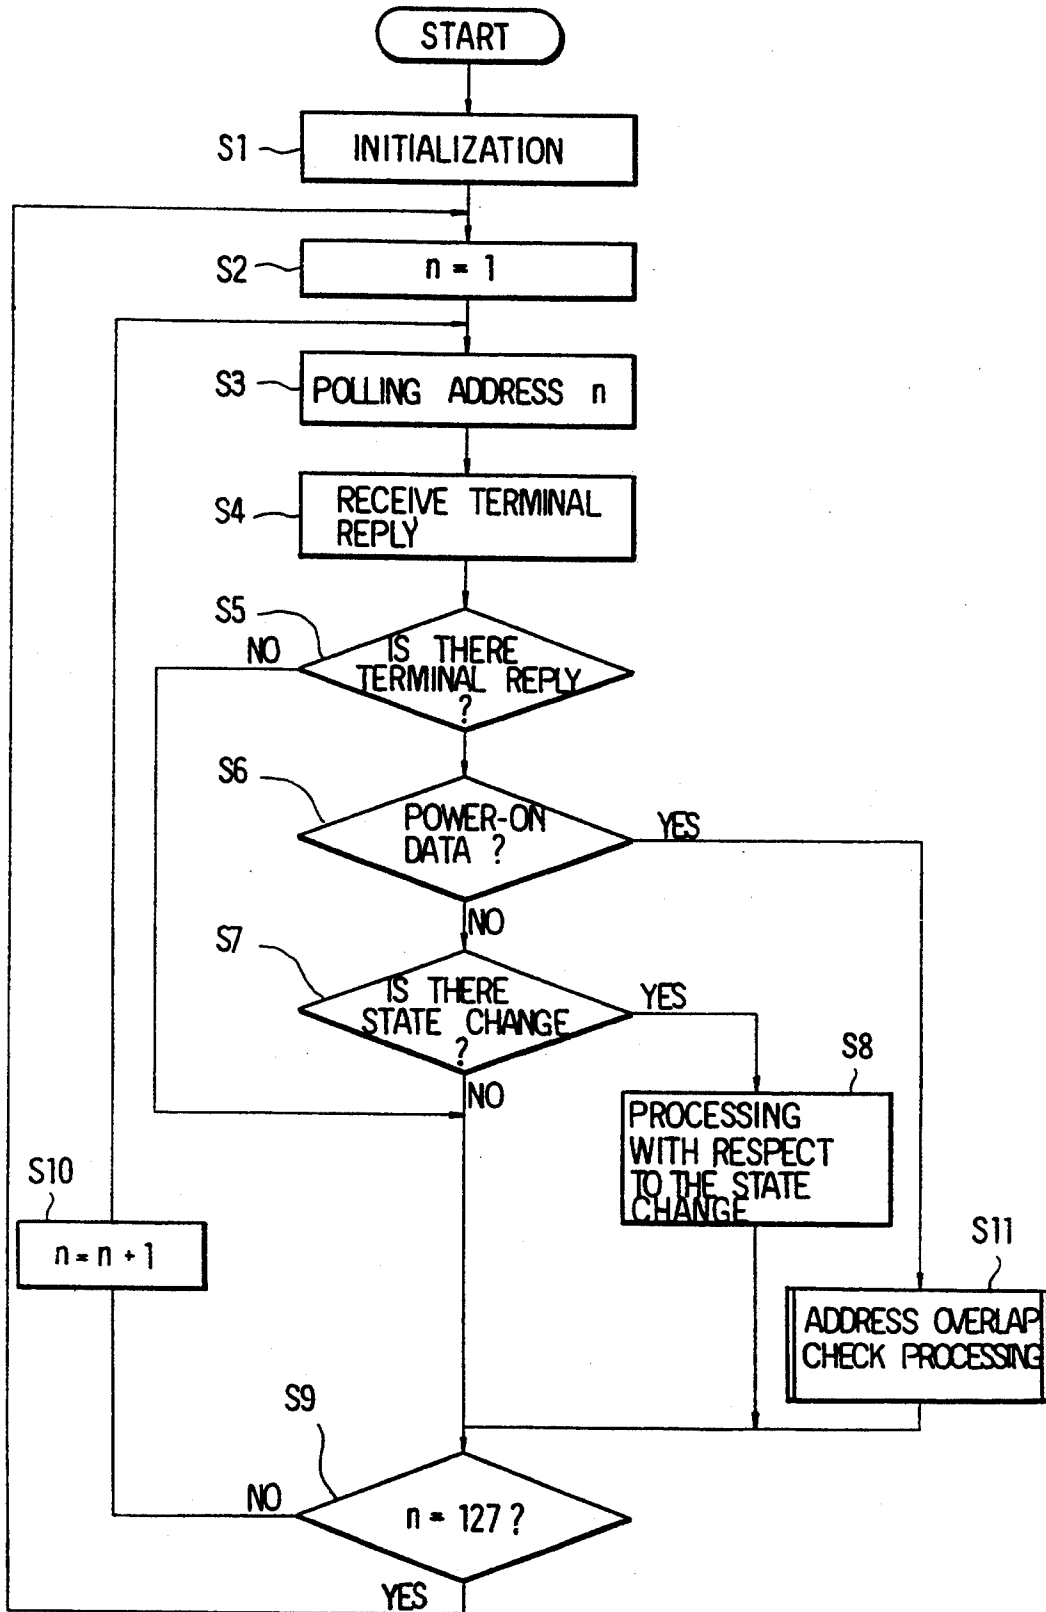 START
S1
INITIALIZATION
S2
n = 1
S3
POLLING ADDRESS n
S4
RECEIVE TERMINAL
REPLY
S5
NO
IS THERE
TERMINAL REPLY
?
S6
POWER-ON
DATA ?
YES
NO
S7
IS THERE
STATE CHANGE
?
YES
NO
S8
PROCESSING
WITH RESPECT
TO THE STATE
CHANGE
S10
n = n + 1
S11
ADDRESS OVERLAP
CHECK PROCESSING
S9
NO
n = 127 ?
YES